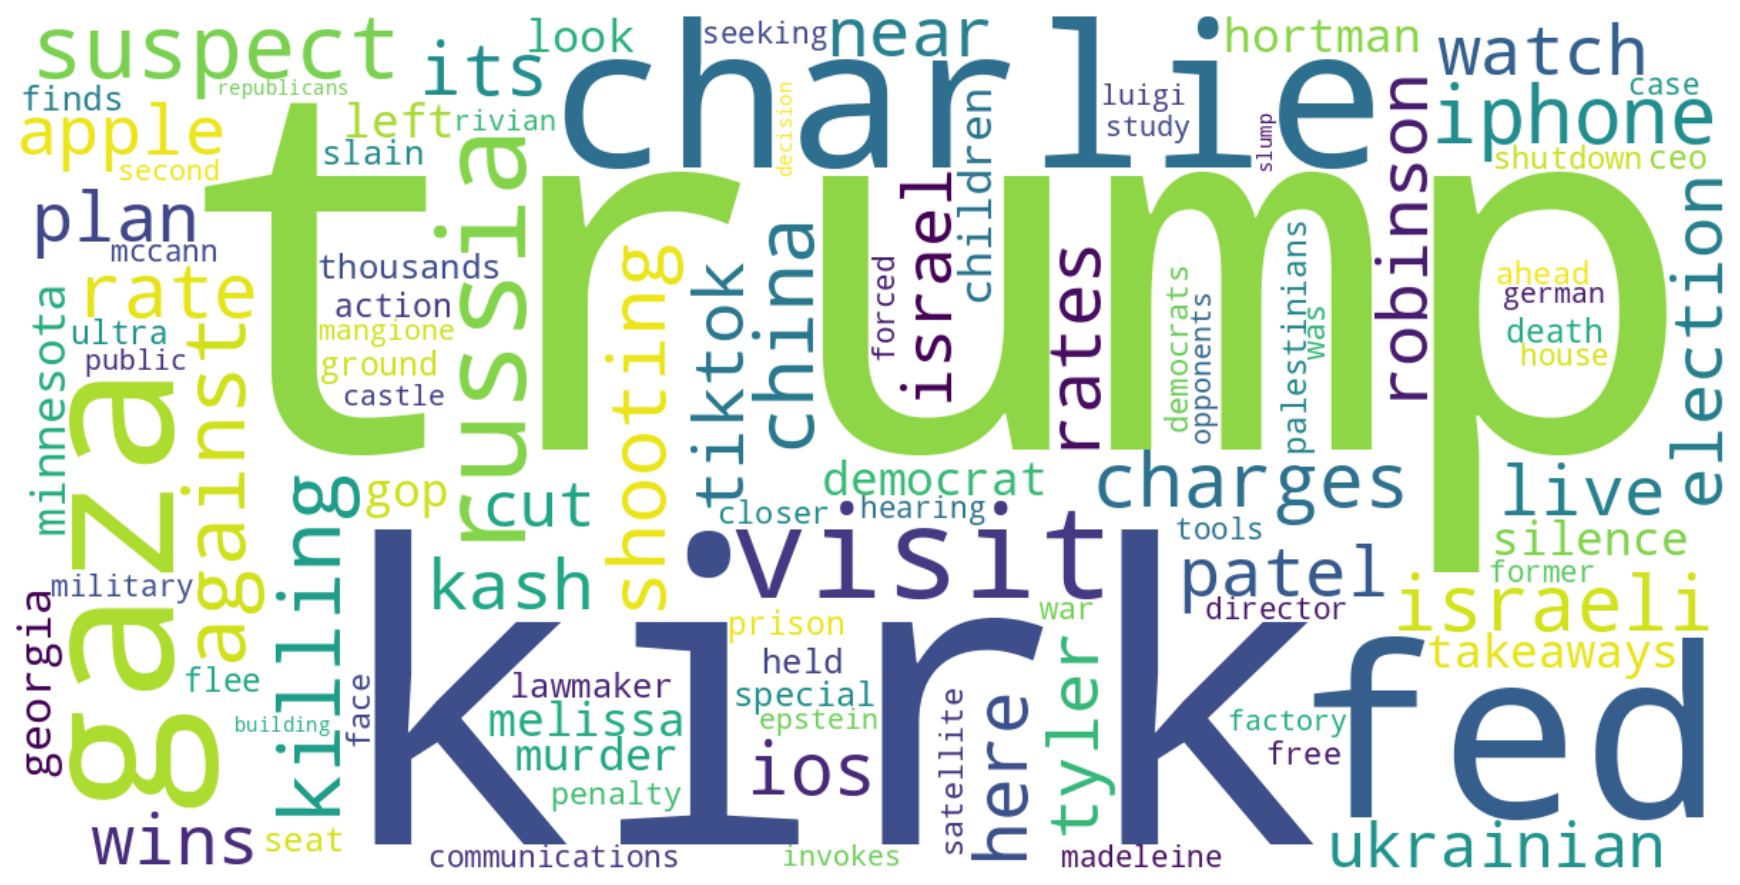 suspect
its
look
seeking
near
charlie
hortman
watch
finds
republicans
apple
left
rivian
decision
children
luigi
study
slump
robinson
iphone
case
second
slain
shutdown
ceo
trump
plan
mccann
russia
israel
election
rate
thousands
action
mangione
ground
castle
shooting
tiktok
china
forced
rates
democrats
opponents
palestinians
was
ahead
german
death
house
minnesota
ultra
public
against
gaza
killing
gop
cut
democrat
closer
hearing
charges
tools
live
silence
former
military
georgia
kash
visit
patel
director
israeli
takeaways
kirk
fed
prison
war
held
special
epstein
lawmaker
melissa
murder
penalty
ios
satellite
here
tyler
factory
free
flee
building
face
wins
seat
communications
invokes
madeleine
ukrainian